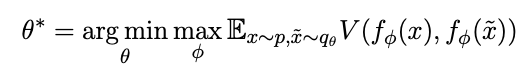 θ* = arg min_θ max_ϕ 𝔼_{x∼p, x̃∼q_θ} V(f_ϕ(x), f_ϕ(x̃))